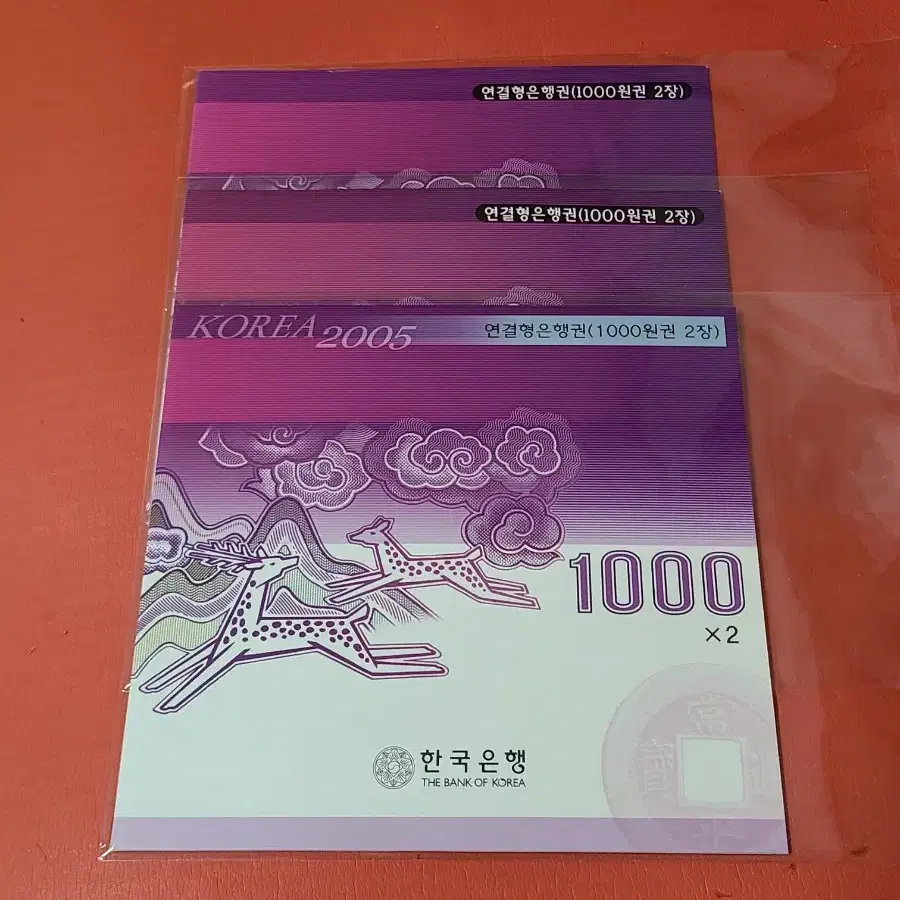 연결형은행권(1000원권 2장)
연결형은행권(1000원권 2장)
KOREA 2005
연결형은행권(1000원권 2장)
1000
×2
한국은행
THE BANK OF KOREA
常